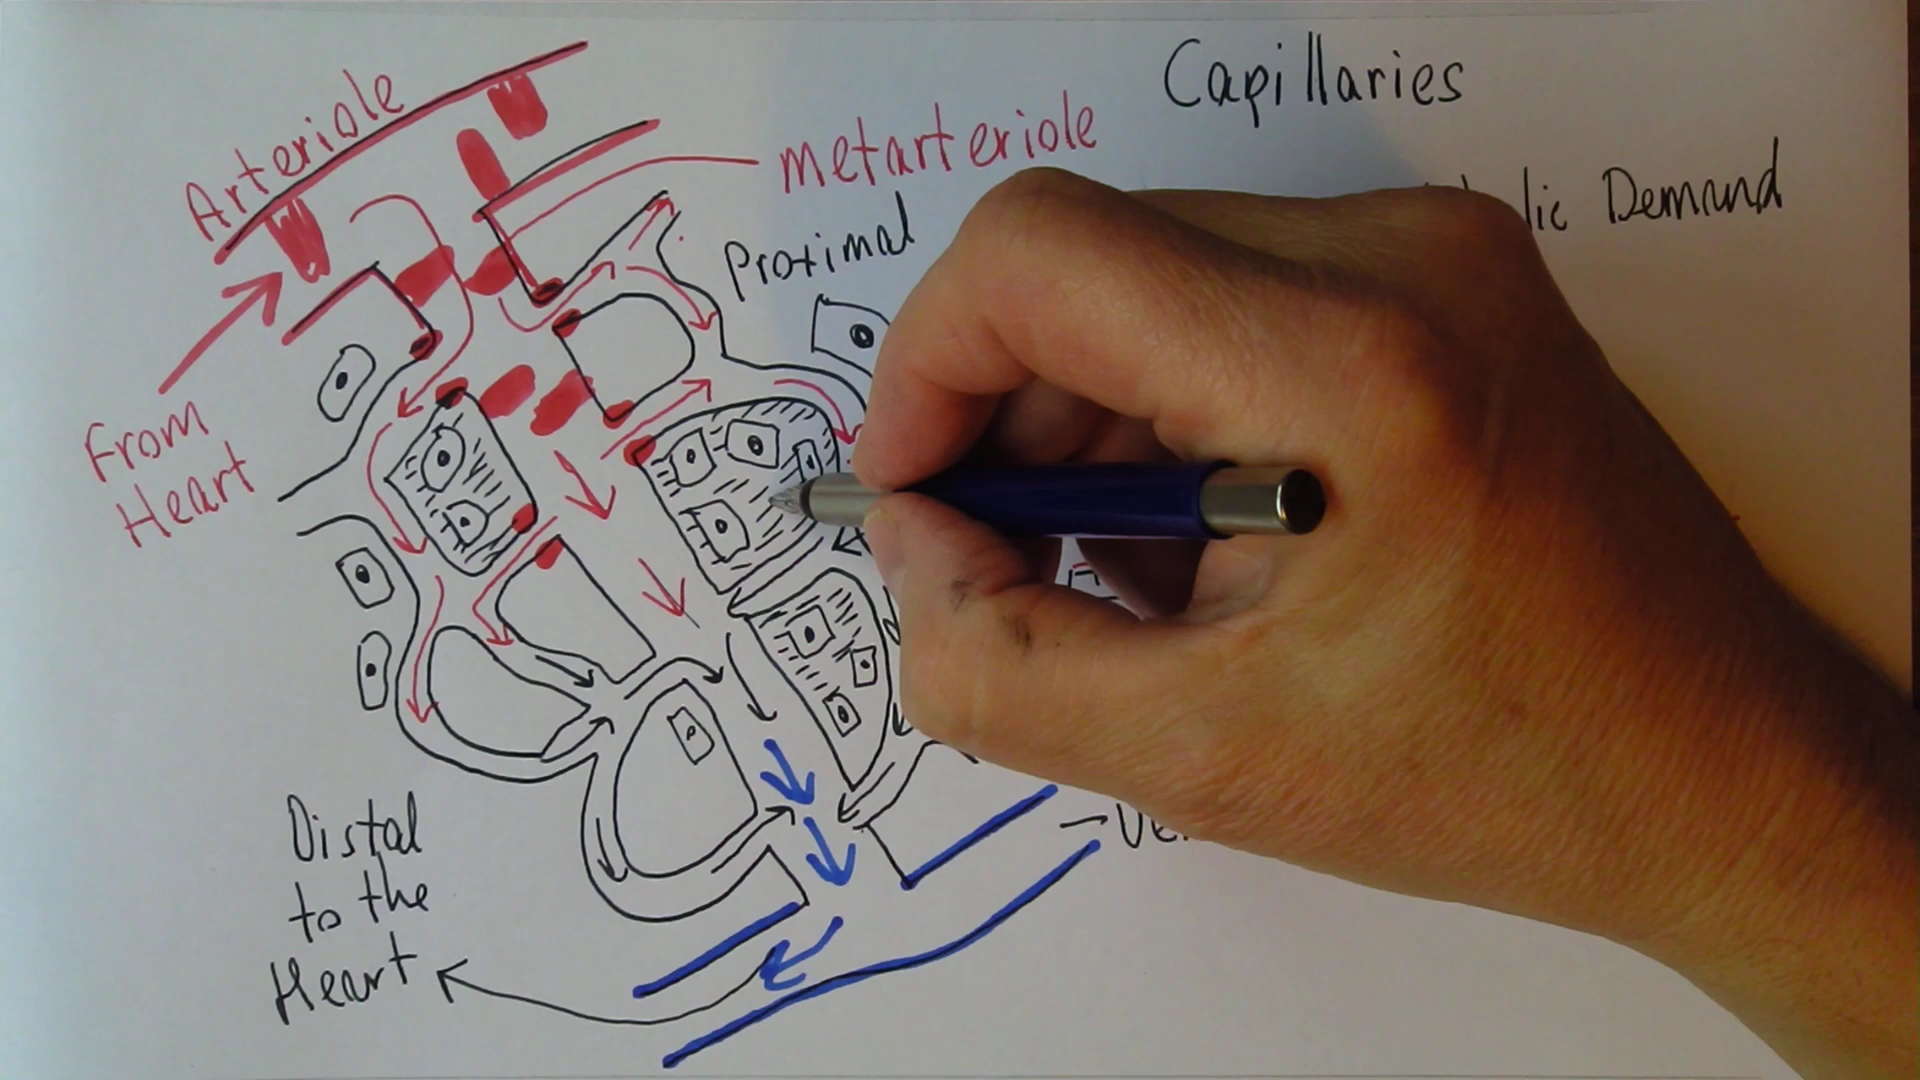 Capillaries
Arteriole
metarteriole
Demand
Proximal
From
Heart
Distal
to the
Heart